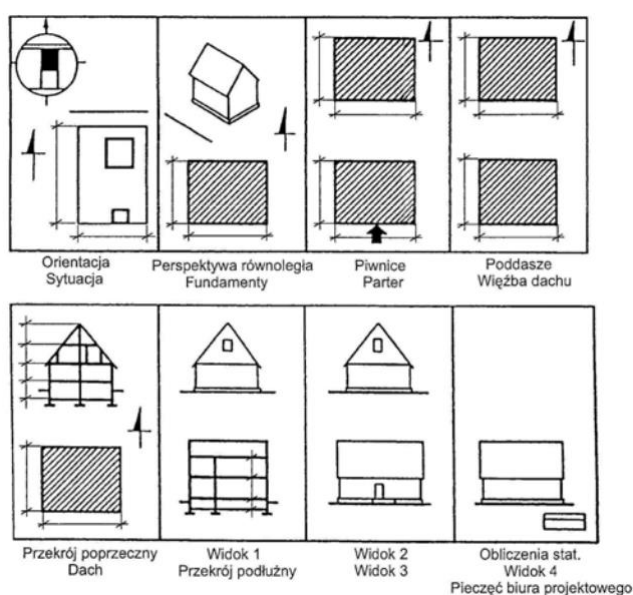 Orientacja
Sytuacja
Perspektywa równoległa
Fundamenty
Piwnice
Parter
Poddasze
Więźba dachu
Przekrój poprzeczny
Dach
Widok 1
Przekrój podłużny
Widok 2
Widok 3
Obliczenia stat.
Widok 4
Pieczęć biura projektowego